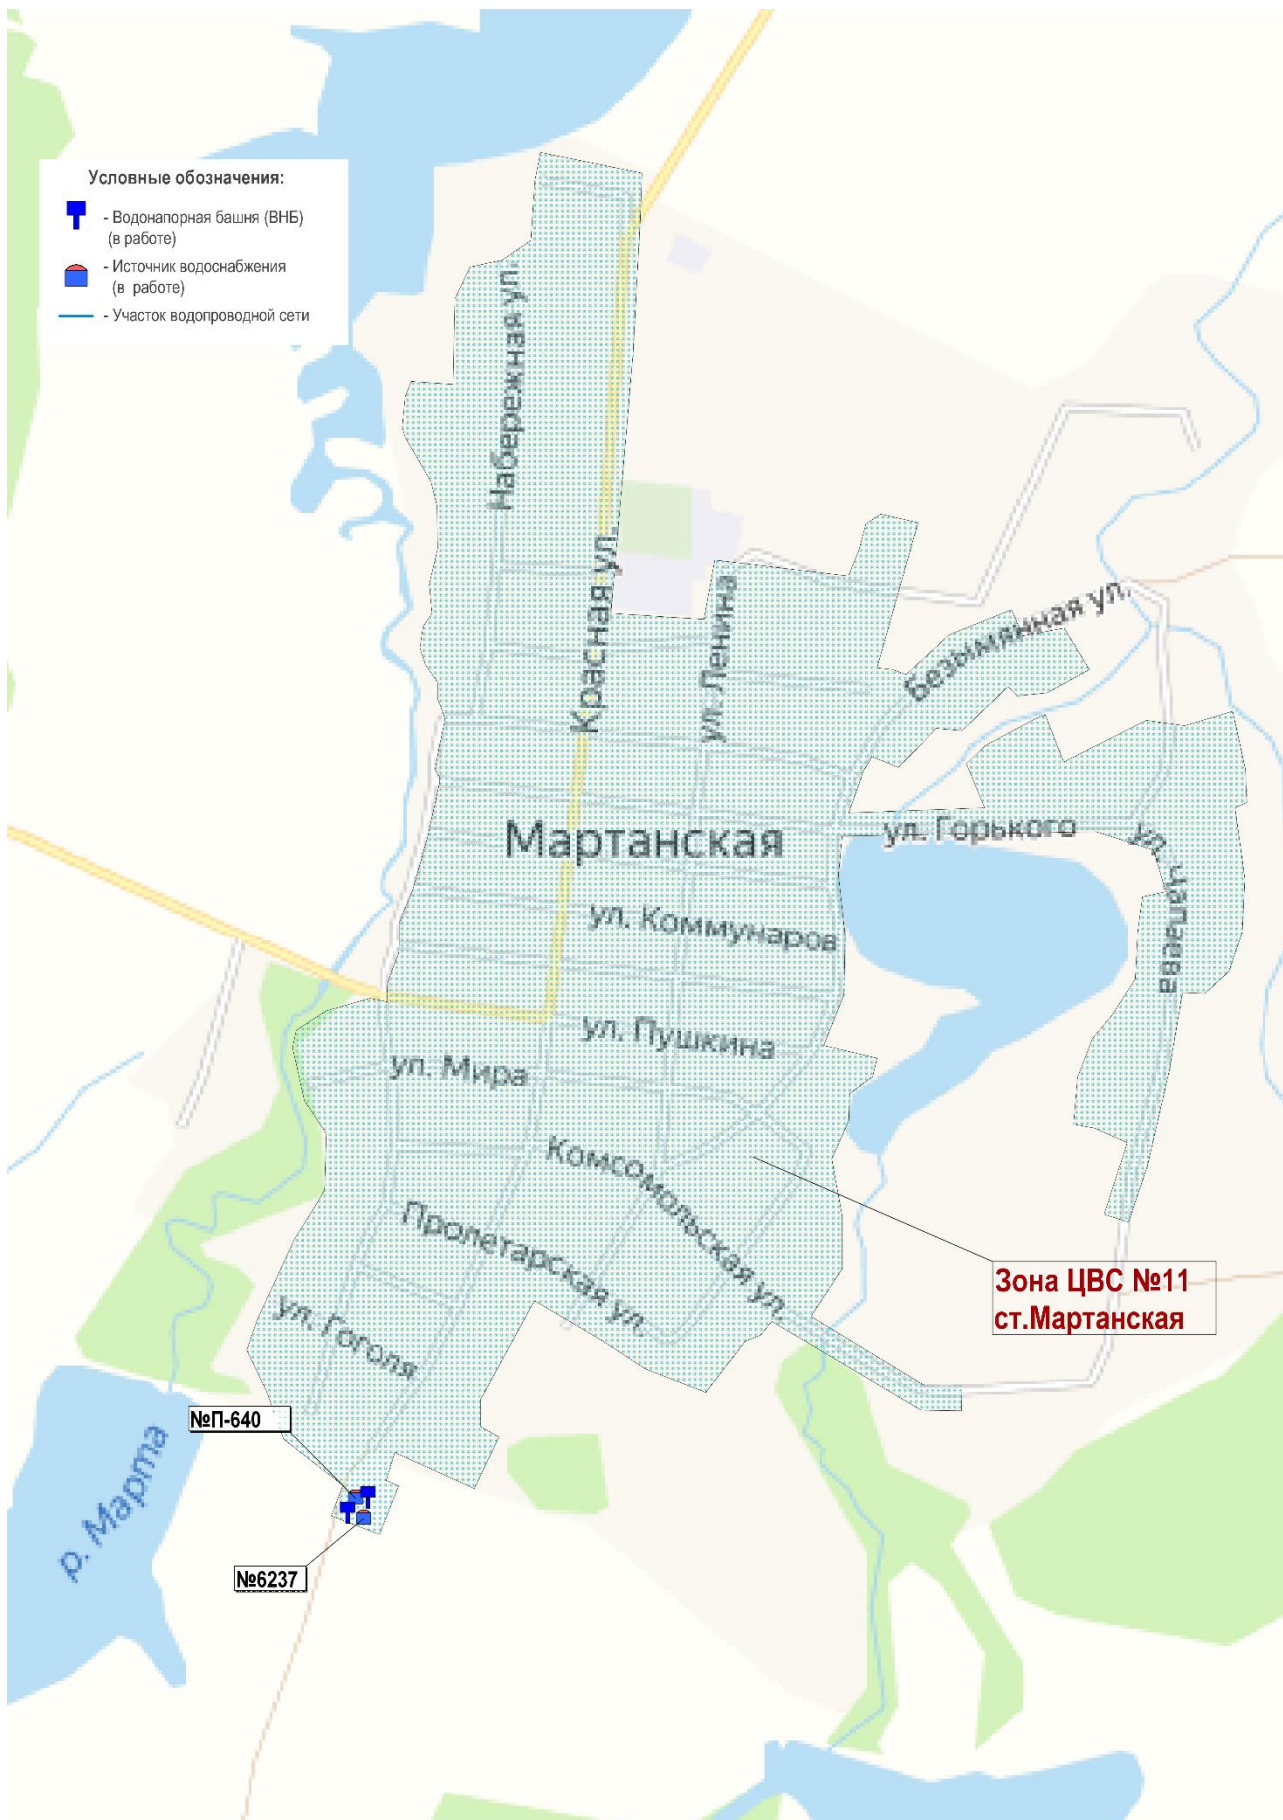 Условные обозначения:
- Водонапорная башня (ВНБ)
(в работе)
- Источник водоснабжения
(в работе)
- Участок водопроводной сети
Набережная ул.
Красная ул.
ул. Ленина
Безымянная ул.
Мартанская
ул. Горького
ул. Чапаева
ул. Коммунаров
ул. Пушкина
ул. Мира
Комсомольская ул.
Пролетарская ул.
ул. Гоголя
Зона ЦВС №11
ст.Мартанская
№П-640
р. Марта
№6237